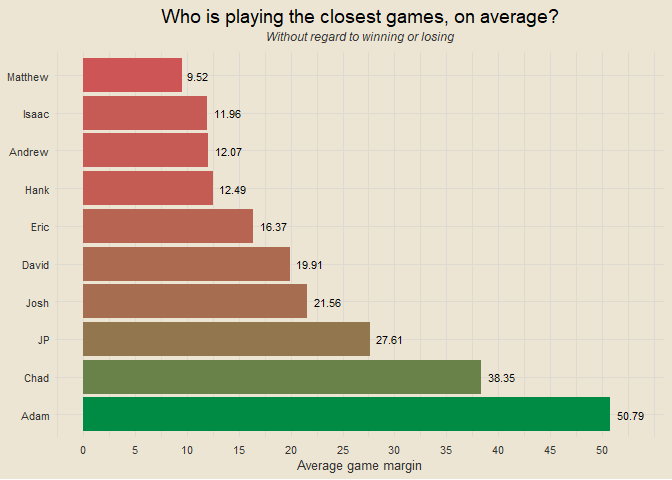 Who is playing the closest games, on average?
Without regard to winning or losing
Matthew 9.52
Isaac 11.96
Andrew 12.07
Hank 12.49
Eric 16.37
David 19.91
Josh 21.56
JP 27.61
Chad 38.35
Adam 50.79
0 5 10 15 20 25 30 35 40 45 50
Average game margin